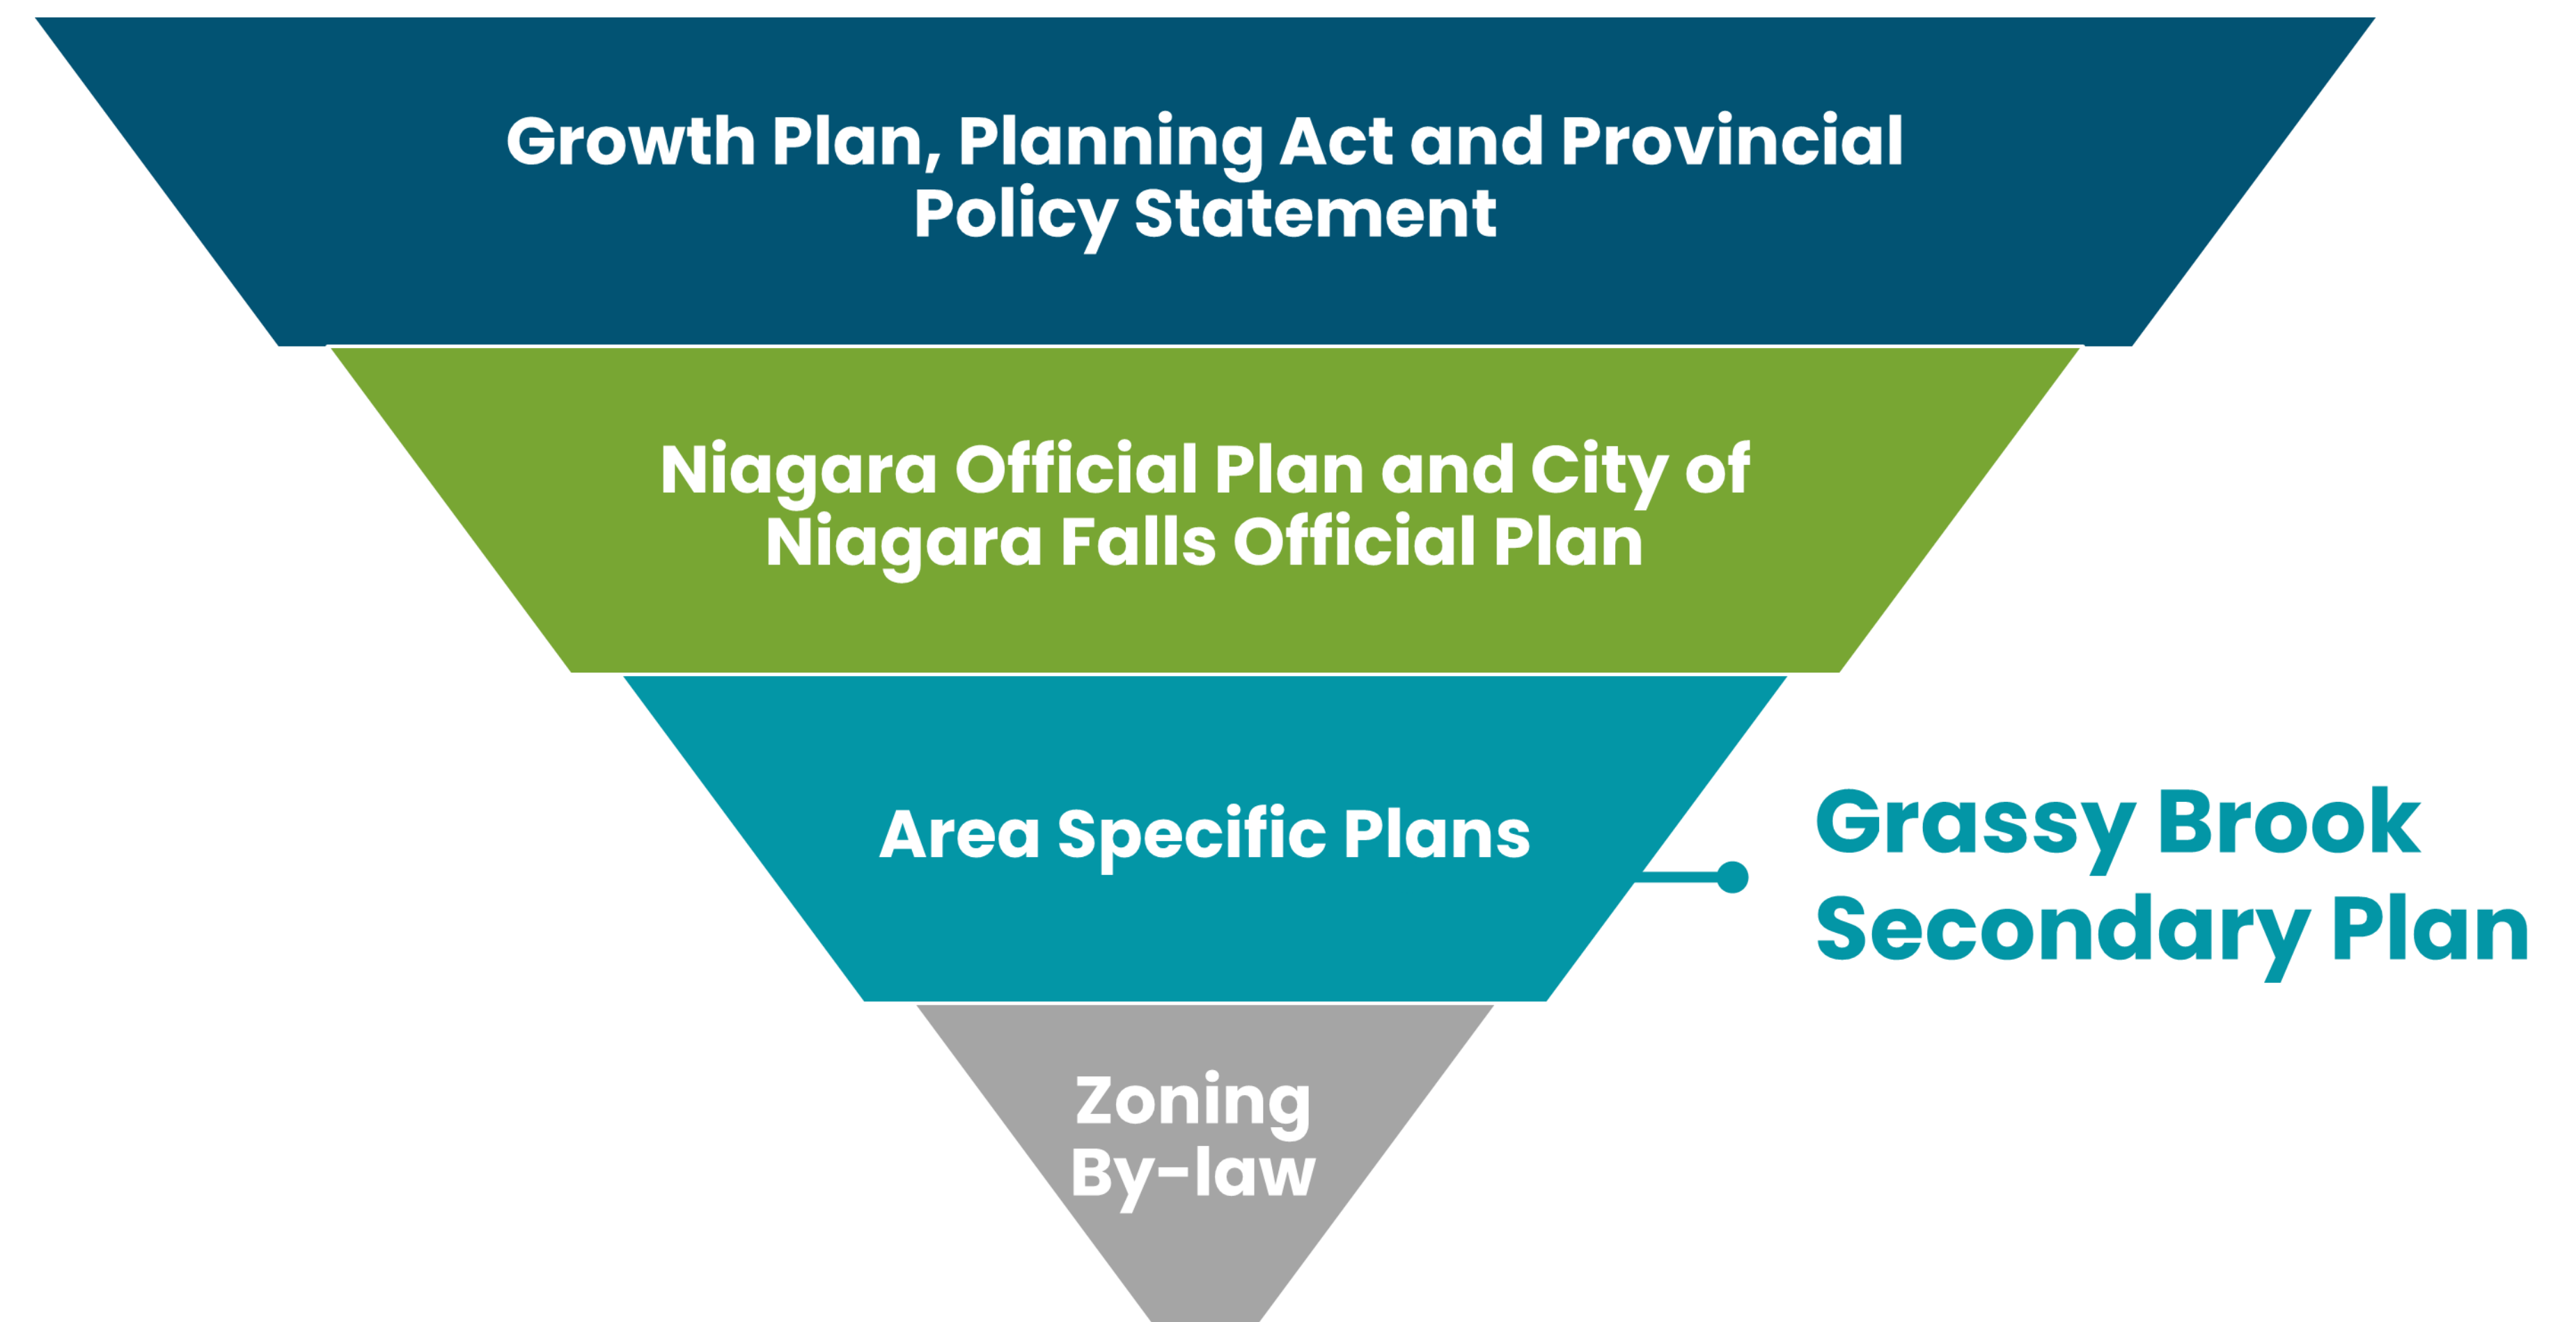 Growth Plan, Planning Act and Provincial
Policy Statement
Niagara Official Plan and City of
Niagara Falls Official Plan
Area Specific Plans
Grassy Brook
Secondary Plan
Zoning
By-law